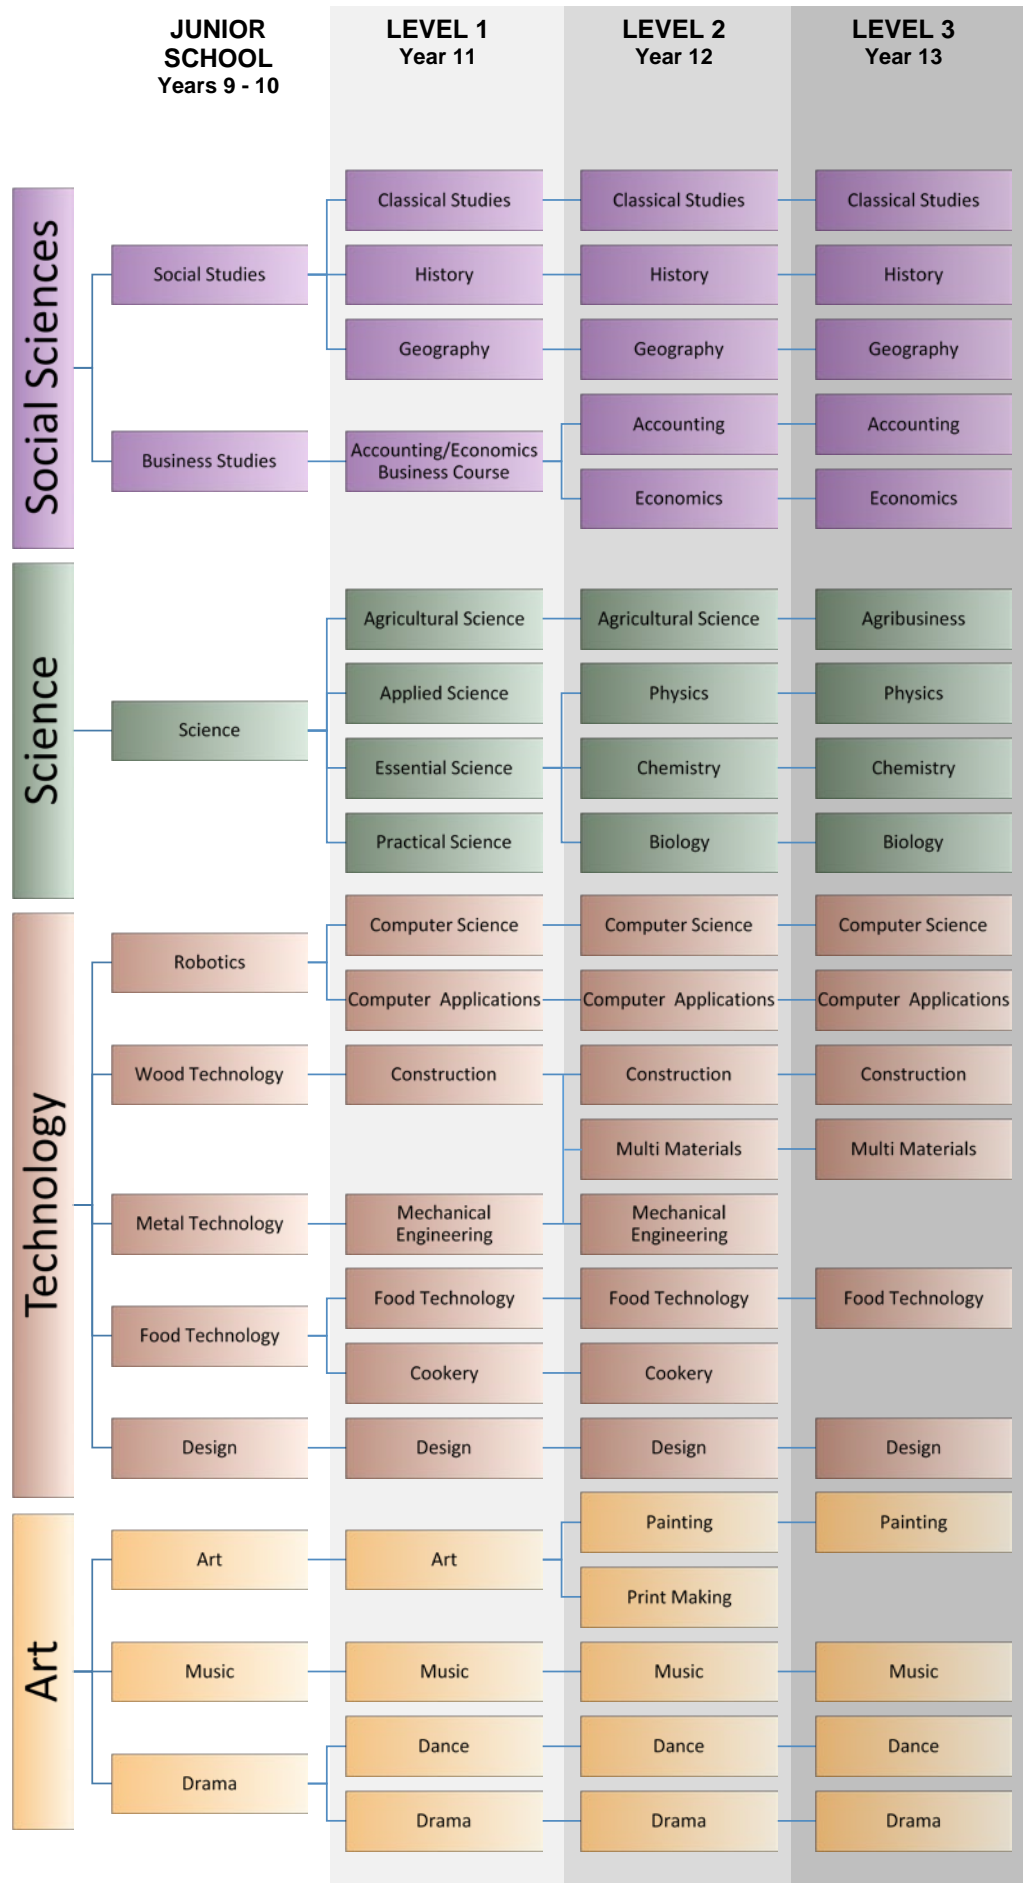 JUNIOR
SCHOOL
Years 9 - 10
LEVEL 1
Year 11
LEVEL 2
Year 12
LEVEL 3
Year 13
Social Sciences
Social Studies
Classical Studies
Classical Studies
Classical Studies
History
History
History
Geography
Geography
Geography
Business Studies
Accounting/Economics
Business Course
Accounting
Accounting
Economics
Economics
Science
Science
Agricultural Science
Agricultural Science
Agribusiness
Applied Science
Physics
Physics
Essential Science
Chemistry
Chemistry
Practical Science
Biology
Biology
Technology
Robotics
Computer Science
Computer Science
Computer Science
Computer Applications
Computer Applications
Computer Applications
Wood Technology
Construction
Construction
Construction
Multi Materials
Multi Materials
Metal Technology
Mechanical
Engineering
Mechanical
Engineering
Food Technology
Food Technology
Food Technology
Food Technology
Cookery
Cookery
Design
Design
Design
Design
Art
Art
Art
Painting
Painting
Print Making
Music
Music
Music
Music
Drama
Dance
Dance
Dance
Drama
Drama
Drama